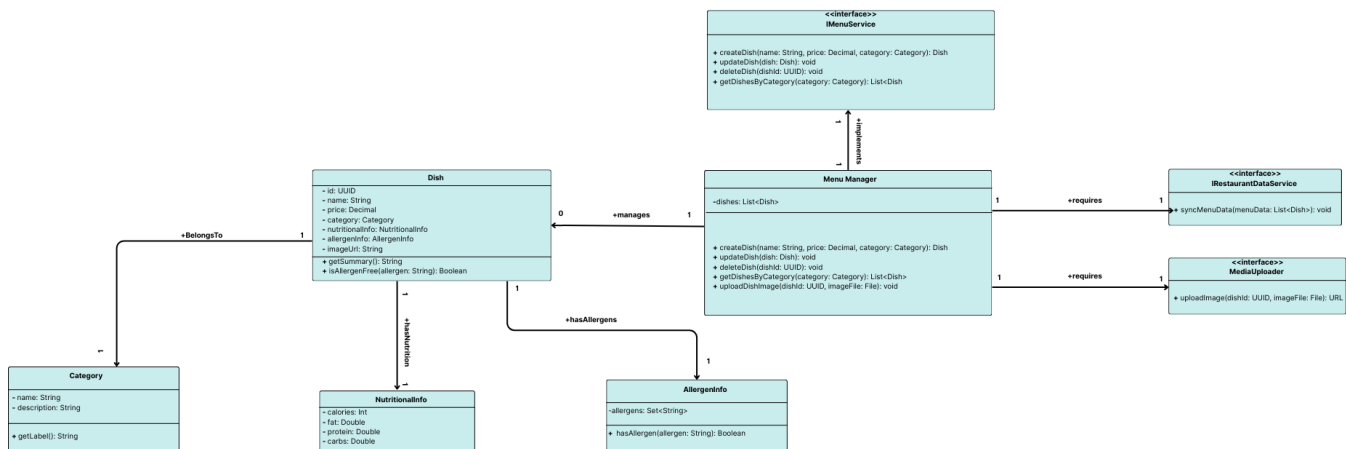 <<interface>>
IMenuService
+ createDish(name: String, price: Decimal, category: Category): Dish
+ updateDish(dish: Dish): void
+ deleteDish(dishId: UUID): void
+ getDishesByCategory(category: Category): List<Dish
1
+implements
1
Dish
- id: UUID
- name: String
- price: Decimal
- category: Category
- nutritionalInfo: NutritionalInfo
- allergenInfo: AllergenInfo
- imageUrl: String
+ getSummary(): String
+ isAllergenFree(allergen: String): Boolean
0
+manages
1
Menu Manager
-dishes: List<Dish>
+ createDish(name: String, price: Decimal, category: Category): Dish
+ updateDish(dish: Dish): void
+ deleteDish(dishId: UUID): void
+ getDishesByCategory(category: Category): List<Dish>
+ uploadDishImage(dishId: UUID, imageFile: File): void
1
+requires
1
<<interface>>
IRestaurantDataService
+ syncMenuData(menuData: List<Dish>): void
1
+requires
1
<<interface>>
MediaUploader
+ uploadImage(dishId: UUID, imageFile: File): URL
+BelongsTo
1
1
1
+hasNutrition
1
1
+hasAllergens
1
Category
- name: String
- description: String
+ getLabel(): String
NutritionalInfo
- calories: Int
- fat: Double
- protein: Double
- carbs: Double
AllergenInfo
-allergens: Set<String>
+ hasAllergen(allergen: String): Boolean